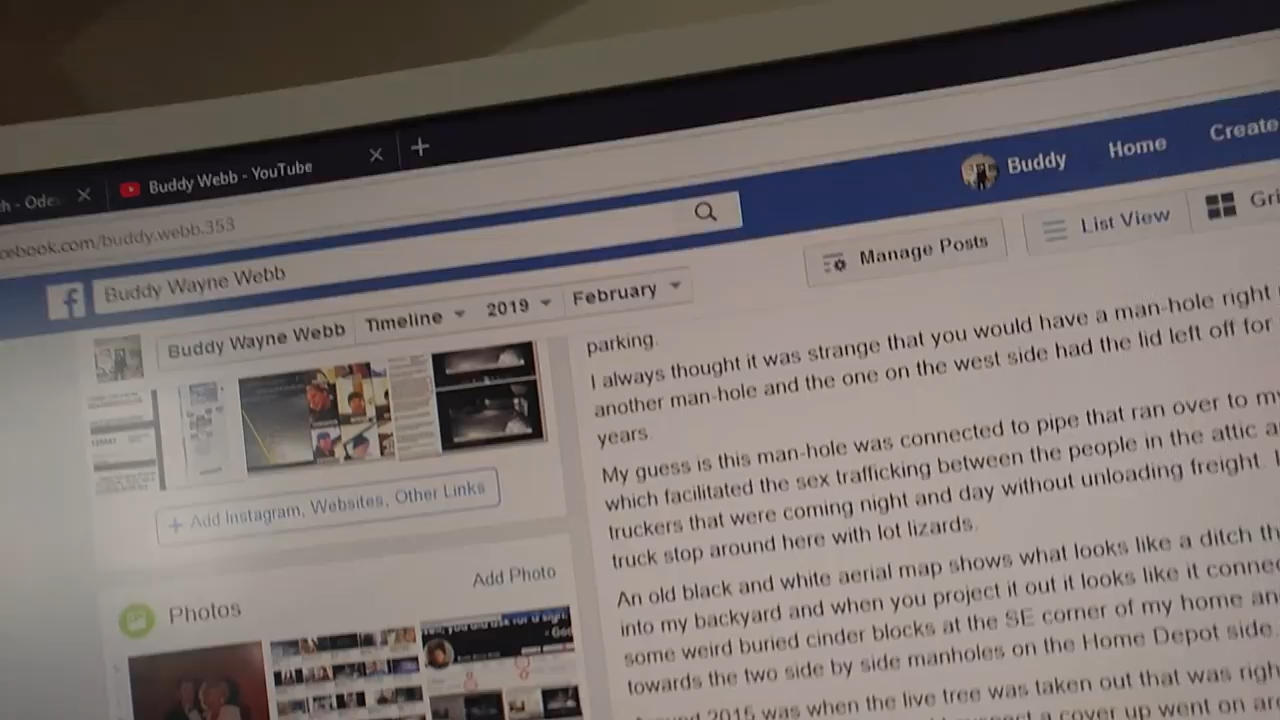 Buddy Webb - YouTube
cebook.com/buddy.webb.353
Buddy Wayne Webb
Buddy
Home
Create
Manage Posts
List View
Buddy Wayne Webb
Timeline
2019
February
parking.
I always thought it was strange that you would have a man-hole right
another man-hole and the one on the west side had the lid left off for
years.
My guess is this man-hole was connected to pipe that ran over to my
which facilitated the sex trafficking between the people in the attic
truckers that were coming night and day without unloading freight.
truck stop around here with lot lizards.
+ Add Instagram, Websites, Other Links
An old black and white aerial map shows what looks like a ditch
into my backyard and when you project it out it looks like it
some weird buried cinder blocks at the SE corner of my home
towards the two side by side manholes on the Home Depot side.
2015 was when the live tree was taken out that was
a cover up went on
Photos
Add Photo